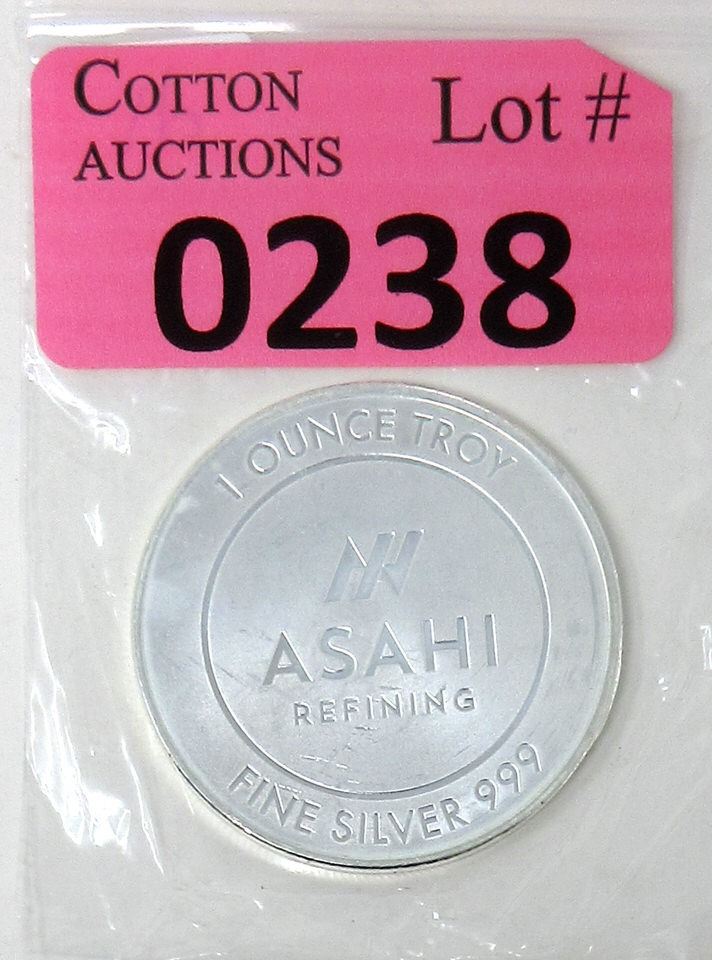 COTTON
AUCTIONS
Lot #
0238
1 OUNCE TROY
ASAHI
REFINING
FINE SILVER 999